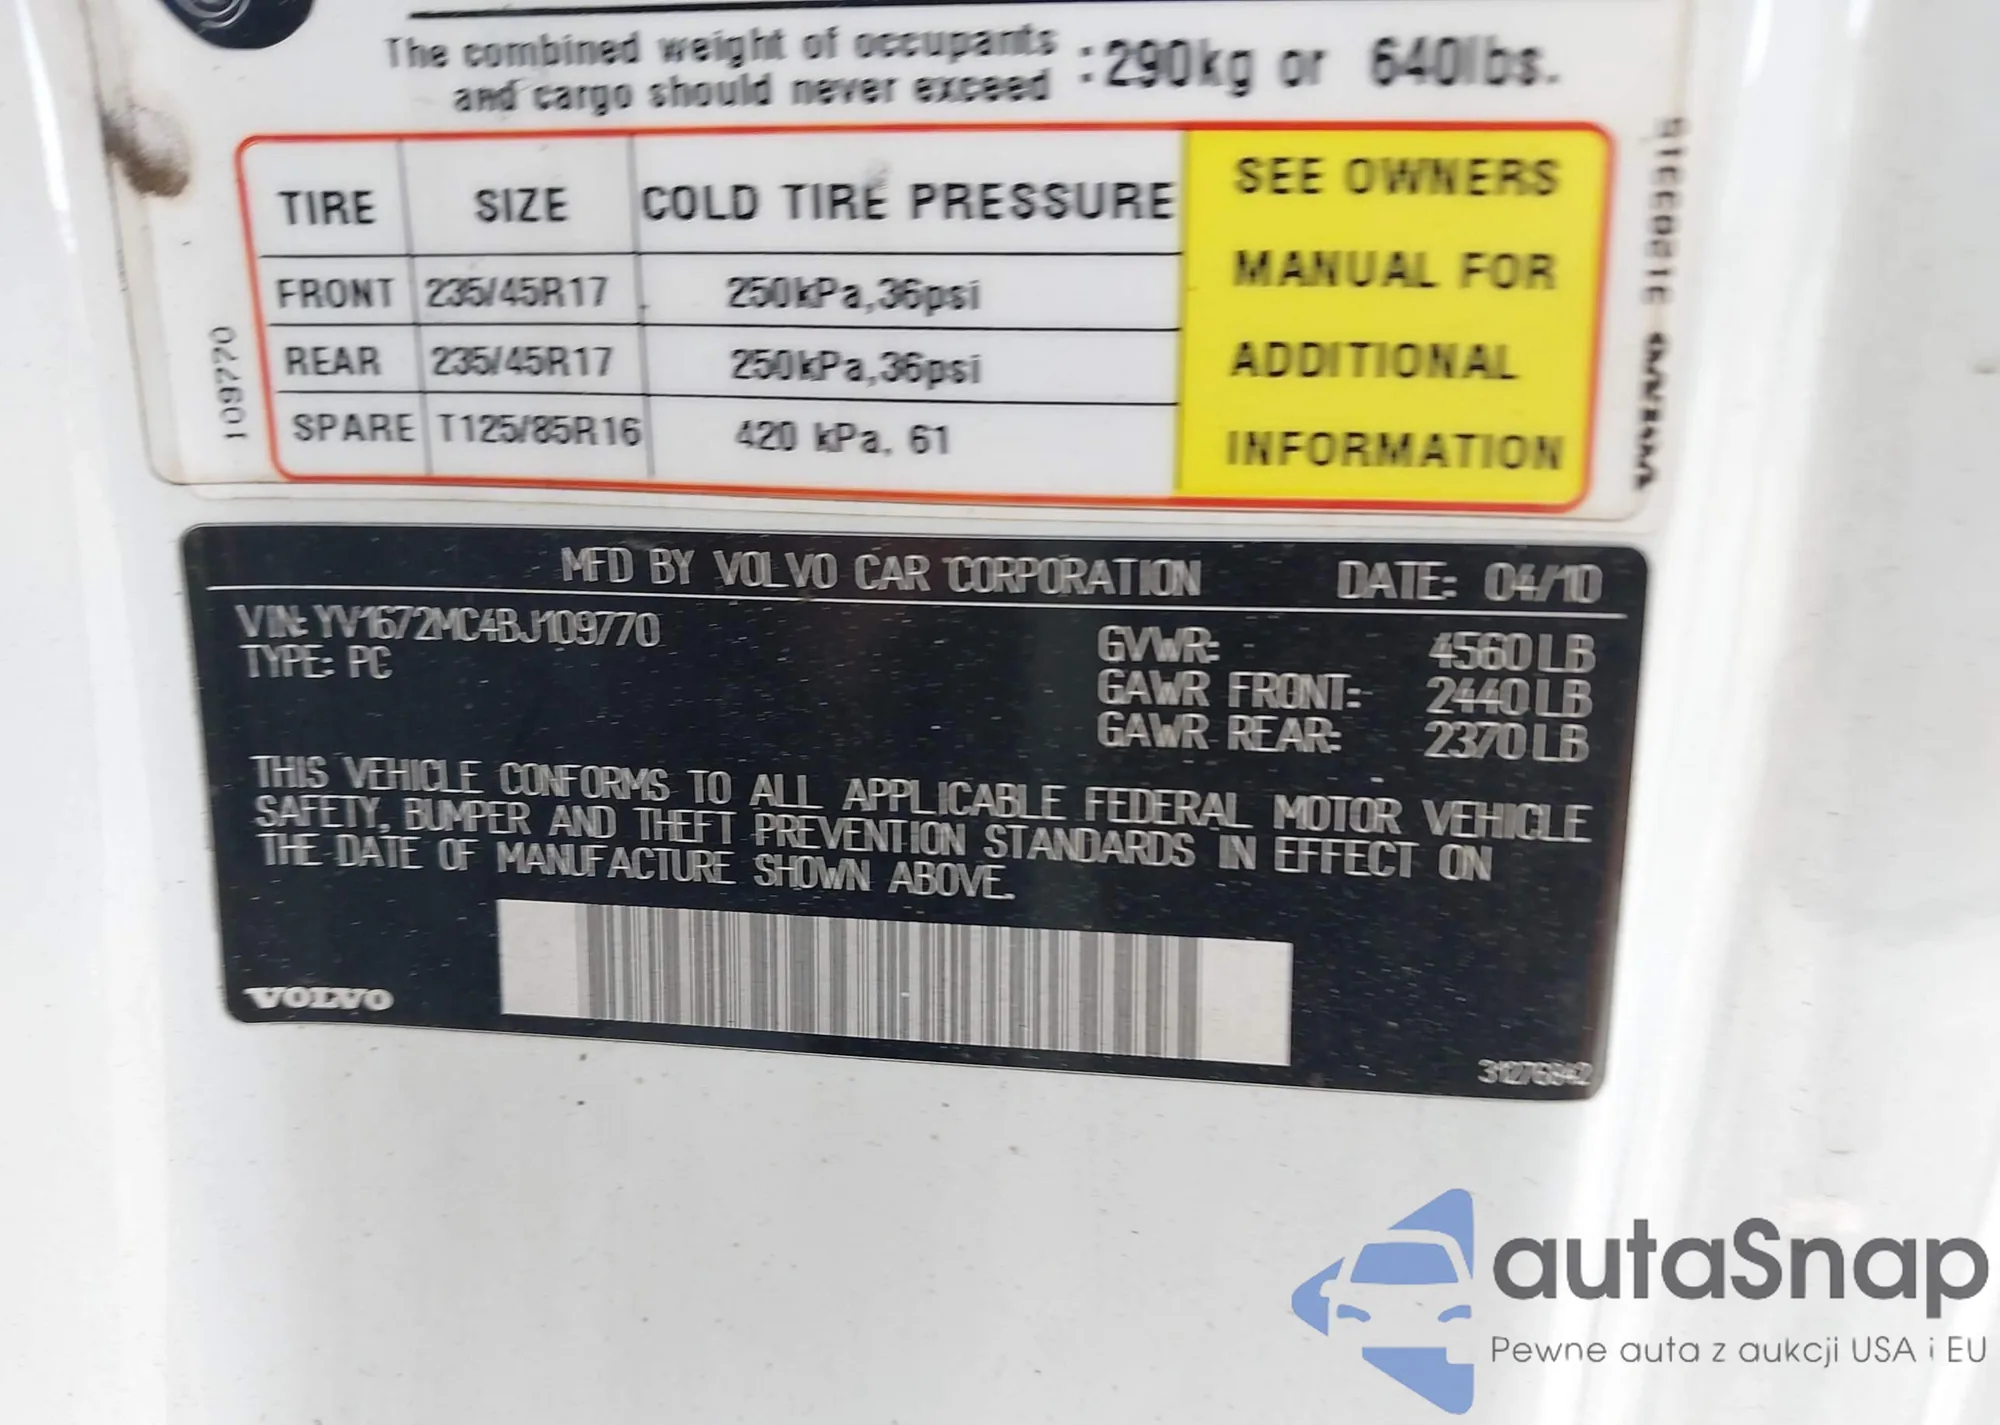 The combined weight of occupants
and cargo should never exceed : 290kg or 640lbs.
TIRE SIZE COLD TIRE PRESSURE
FRONT 235/45R17 250kPa,36psi
REAR 235/45R17 250kPa,36psi
SPARE T125/85R16 420 kPa, 61
SEE OWNERS
MANUAL FOR
ADDITIONAL
INFORMATION
109770
MFD BY VOLVO CAR CORPORATION DATE: 04/10
VIN: YV1672MC4BJ109770
TYPE: PC
GVWR: 4560 LB
GAWR FRONT: 2440 LB
GAWR REAR: 2370 LB
THIS VEHICLE CONFORMS TO ALL APPLICABLE FEDERAL MOTOR VEHICLE
SAFETY, BUMPER AND THEFT PREVENTION STANDARDS IN EFFECT ON
THE DATE OF MANUFACTURE SHOWN ABOVE.
VOLVO
31276942
autaSnap
Pewne auta z aukcji USA i EU